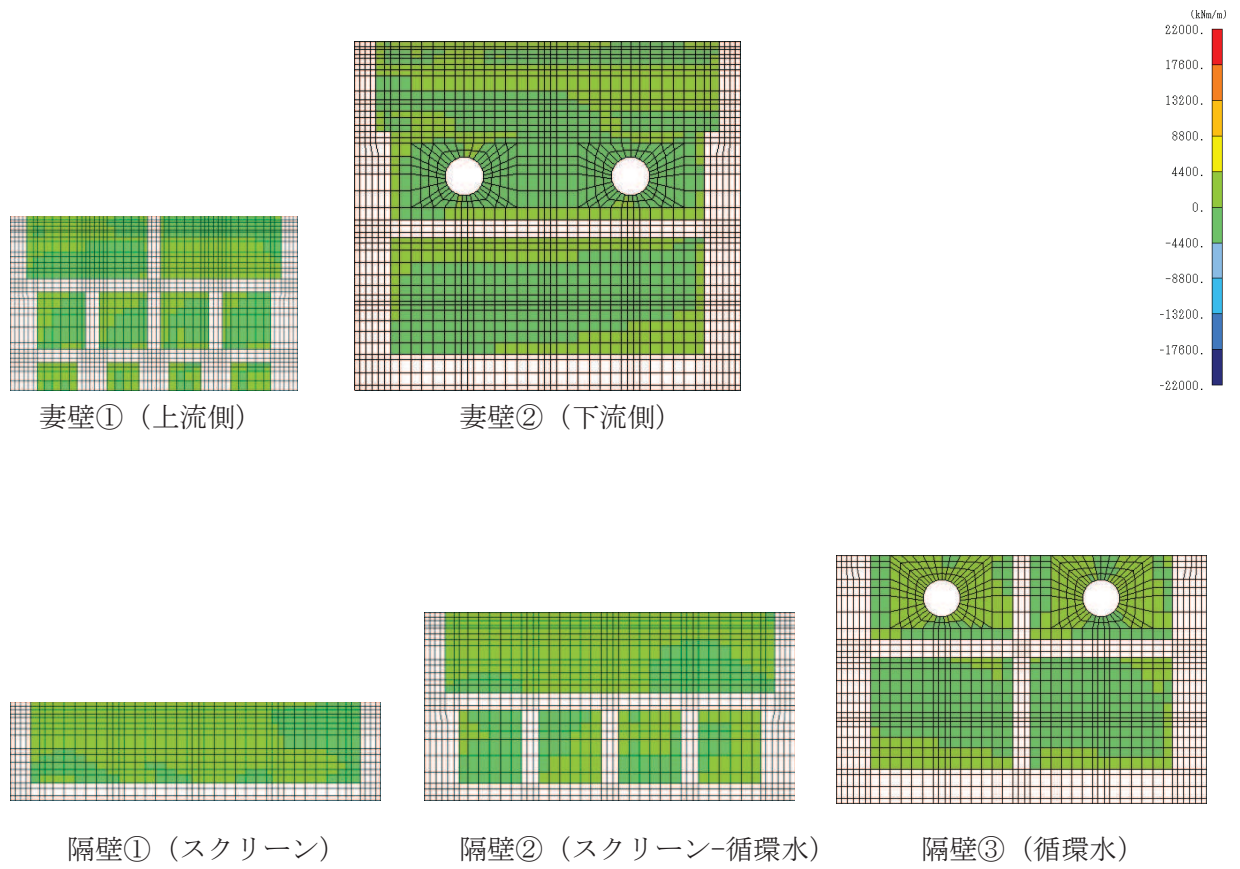 (kNm/m)
22000.
17600.
13200.
8800.
4400.
0.
-4400.
-8800.
-13200.
-17600.
-22000.
妻壁①（上流側）
妻壁②（下流側）
隔壁①（スクリーン）
隔壁②（スクリーン-循環水）
隔壁③（循環水）